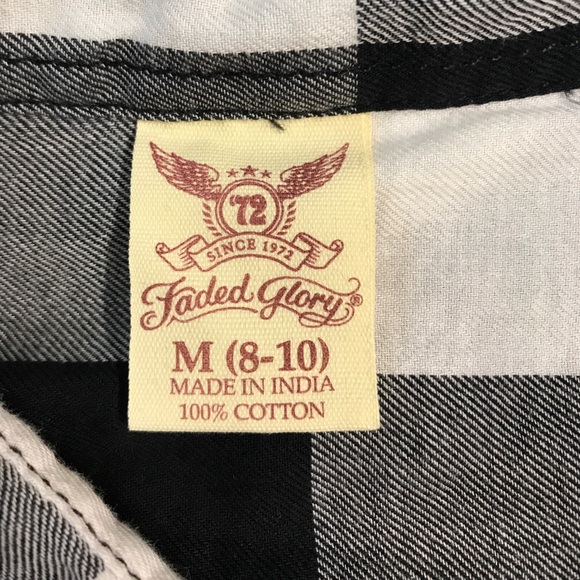 '72
SINCE 1972
Faded Glory®
M (8-10)
MADE IN INDIA
100% COTTON